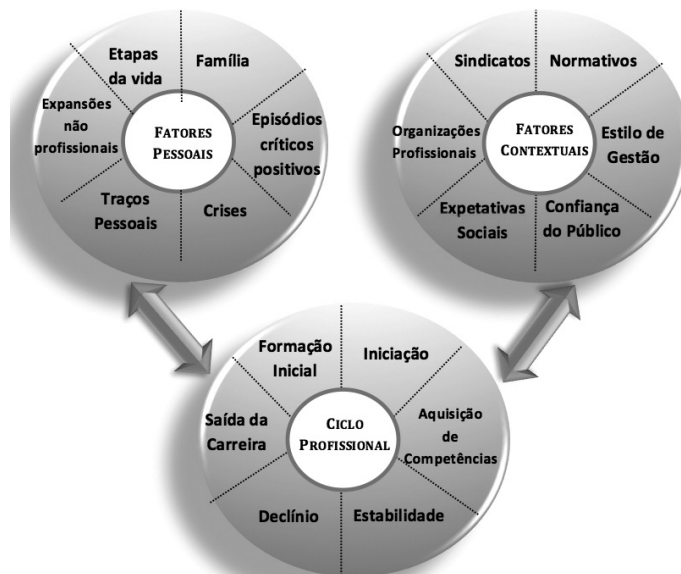 Etapas
da vida
Família
Expansões
não
profissionais
FATORES
PESSOAIS
Episódios
críticos
positivos
Traços
Pessoais
Crises
Sindicatos
Normativos
Organizações
Profissionais
FATORES
CONTEXTUAIS
Estilo de
Gestão
Expetativas
Sociais
Confiança
do Público
Formação
Inicial
Iniciação
Saída da
Carreira
CICLO
PROFISSIONAL
Aquisição
de
Competências
Declínio
Estabilidade